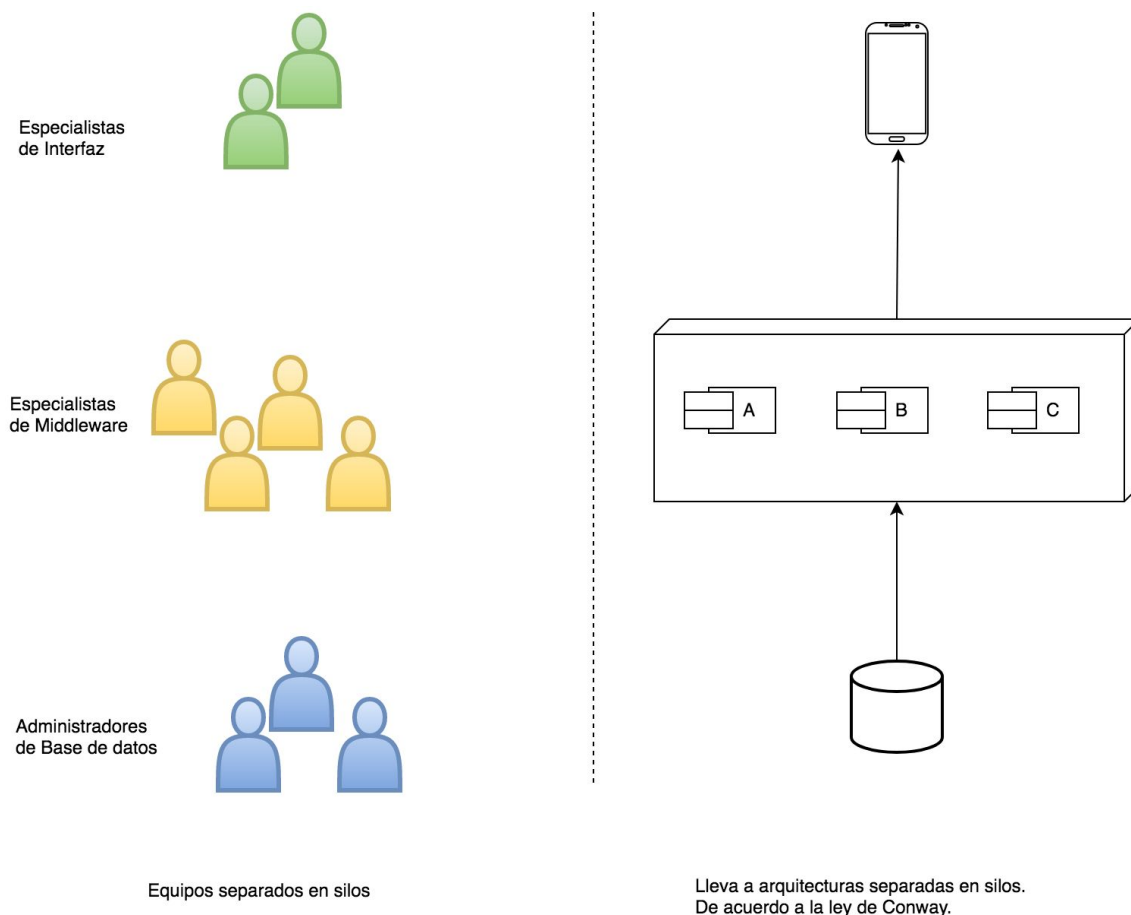 Especialistas
de Interfaz
Especialistas
de Middleware
A
B
C
Administradores
de Base de datos
Equipos separados en silos
Lleva a arquitecturas separadas en silos.
De acuerdo a la ley de Conway.